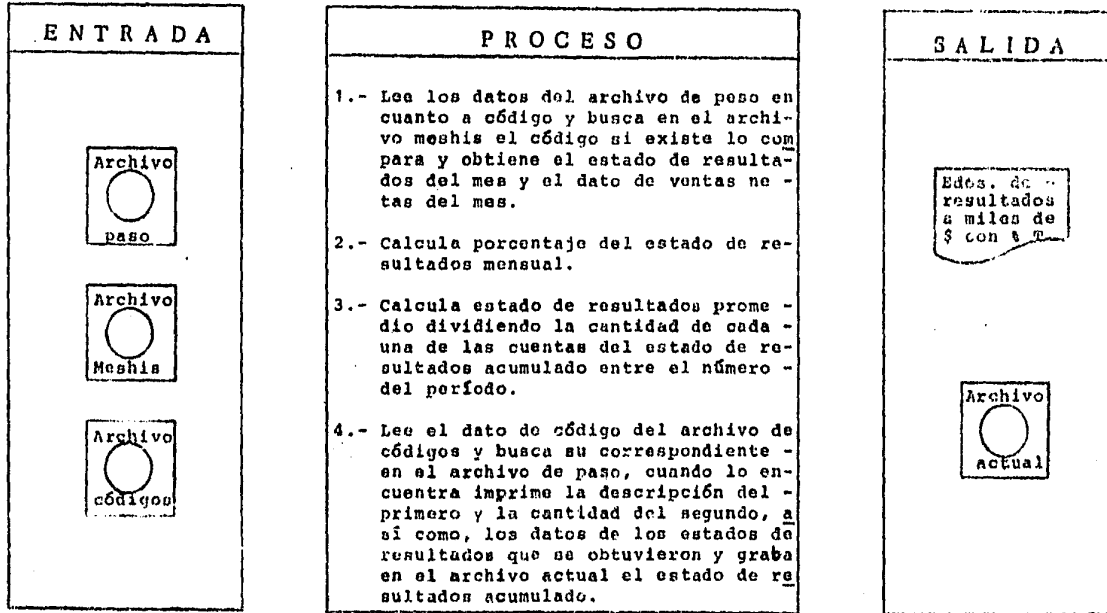 ENTRADA
Archivo
paso
Archivo
Meshis
Archivo
códigos
PROCESO
1.- Lee los datos del archivo de paso en
cuanto a código y busca en el archi-
vo meshis el código si existe lo com
para y obtiene el estado de resulta-
dos del mes y el dato de ventas ne -
tas del mes.
2.- Calcula porcentaje del estado de re-
sultados mensual.
3.- Calcula estado de resultados prome -
dio dividiendo la cantidad de cada -
una de las cuentas del estado de re-
sultados acumulado entre el número -
del período.
4.- Lee el dato de código del archivo de
códigos y busca su correspondiente -
en el archivo de paso, cuando lo en-
cuentra imprime la descripción del -
primero y la cantidad del segundo, a
sí como, los datos de los estados de
resultados que se obtuvieron y graba
en el archivo actual el estado de re
sultados acumulado.
SALIDA
Edos. de -
resultados
a miles de
$ con %
Archivo
actual